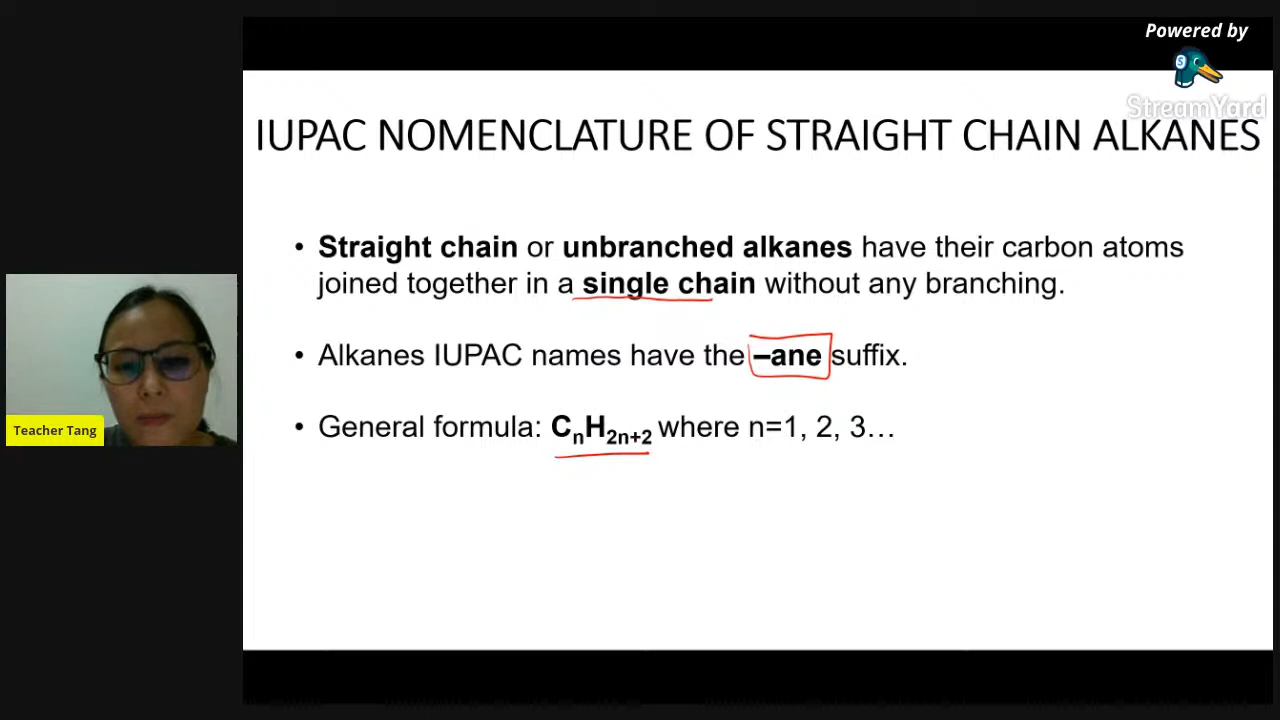 Powered by
StreamYard
IUPAC NOMENCLATURE OF STRAIGHT CHAIN ALKANES
• Straight chain or unbranched alkanes have their carbon atoms
joined together in a single chain without any branching.
• Alkanes IUPAC names have the –ane suffix.
• General formula: CₙH₂ₙ₊₂ where n=1, 2, 3…
Teacher Tang